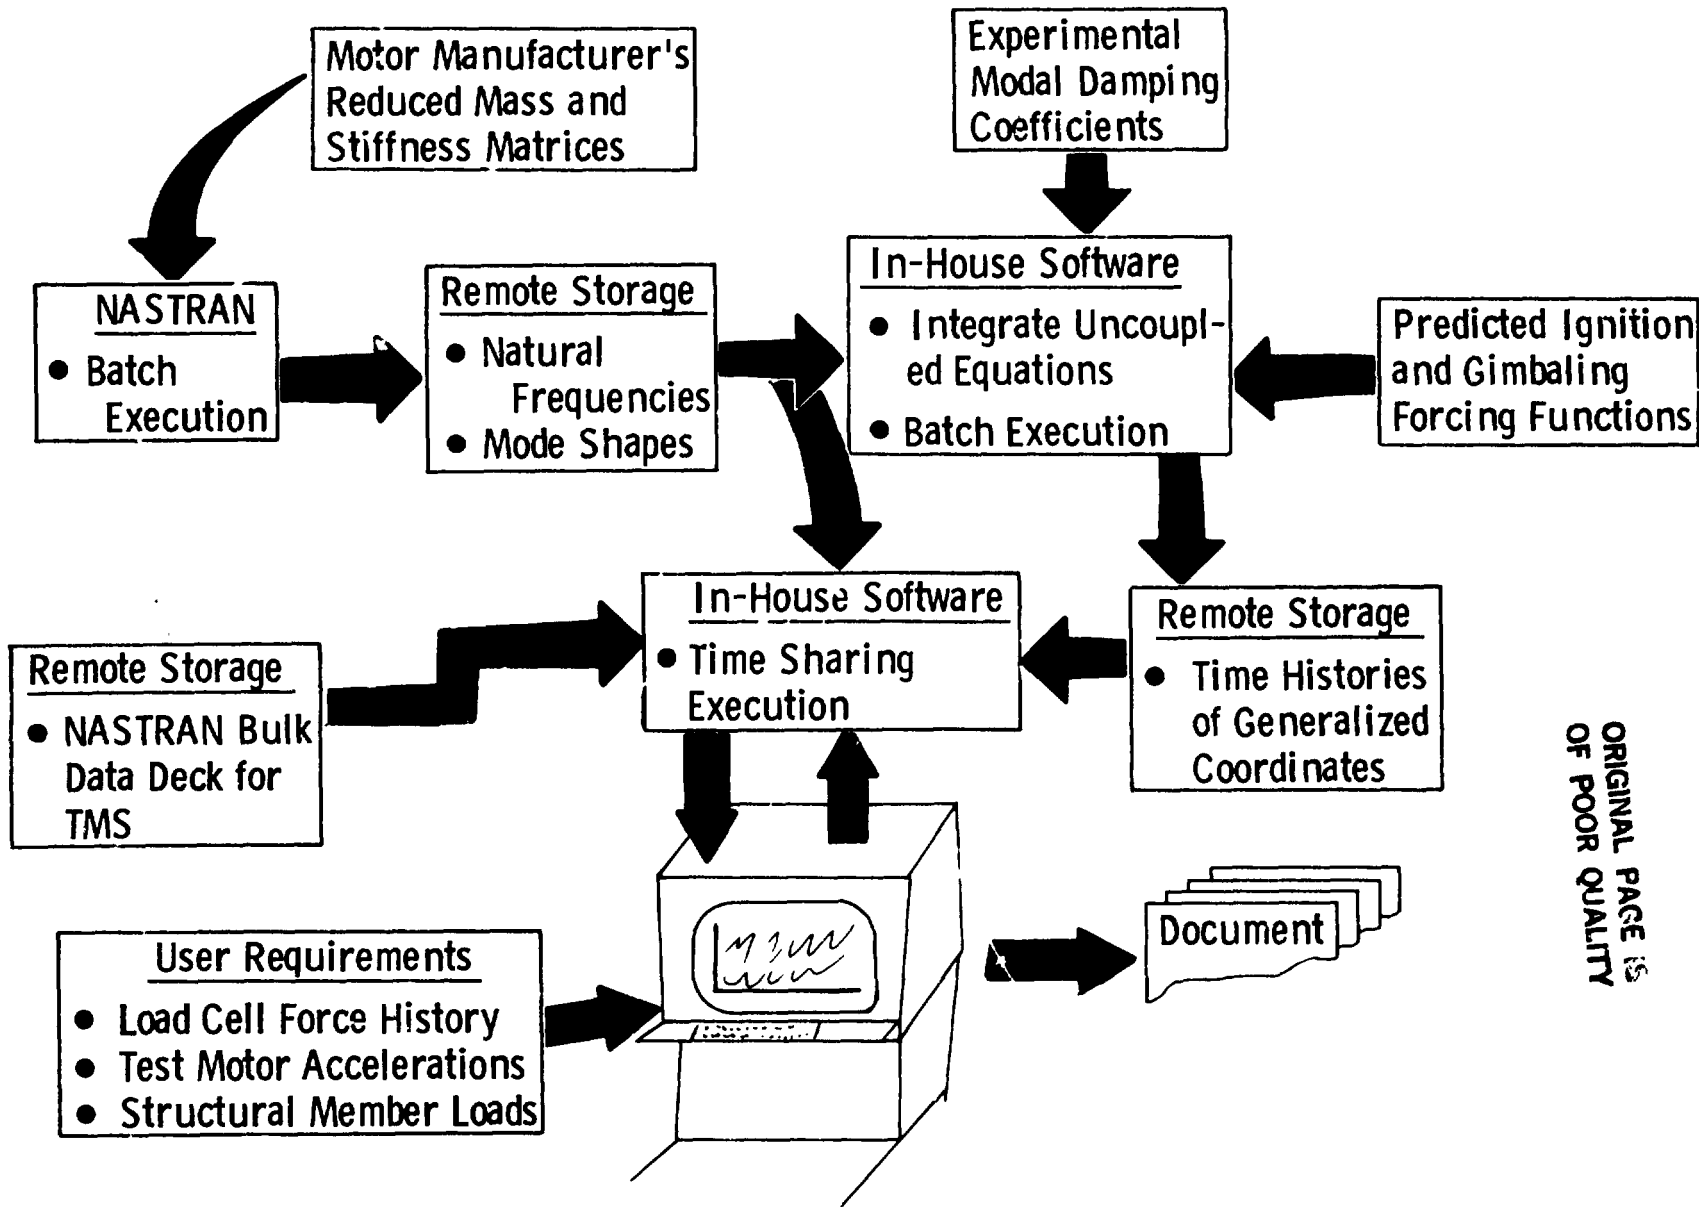 Motor Manufacturer's
Reduced Mass and
Stiffness Matrices
Experimental
Modal Damping
Coefficients
NASTRAN
● Batch
Execution
Remote Storage
● Natural
Frequencies
● Mode Shapes
In-House Software
● Integrate Uncoupl-
ed Equations
● Batch Execution
Predicted Ignition
and Gimbaling
Forcing Functions
Remote Storage
● NASTRAN Bulk
Data Deck for
TMS
In-House Software
● Time Sharing
Execution
Remote Storage
● Time Histories
of Generalized
Coordinates
User Requirements
● Load Cell Force History
● Test Motor Accelerations
● Structural Member Loads
Document
ORIGINAL PAGE IS
OF POOR QUALITY